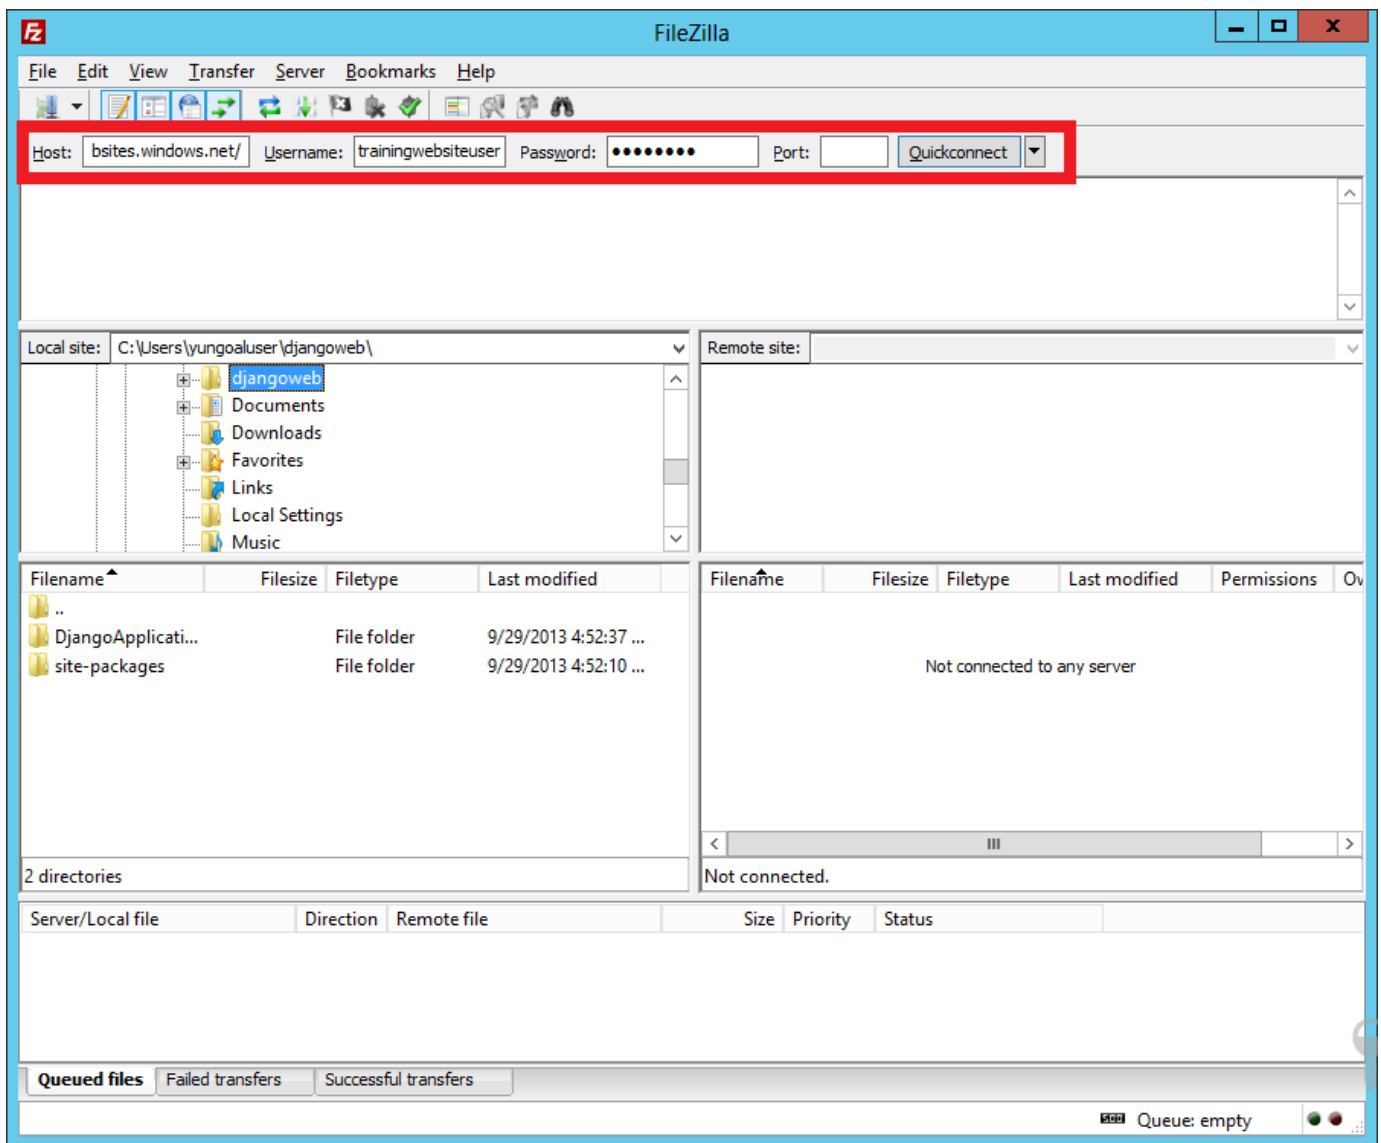 FileZilla
File Edit View Transfer Server Bookmarks Help
Host: bsites.windows.net/ Username: trainingwebsiteuser Password: •••••••• Port: Quickconnect
Local site: C:\Users\yungoaluser\djangoweb\ Remote site:
djangoweb
Documents
Downloads
Favorites
Links
Local Settings
Music
Filename Filesize Filetype Last modified Filename Filesize Filetype Last modified Permissions Ow
..
DjangoApplicati... File folder 9/29/2013 4:52:37 ...
site-packages File folder 9/29/2013 4:52:10 ... Not connected to any server
2 directories Not connected.
Server/Local file Direction Remote file Size Priority Status
Queued files Failed transfers Successful transfers
Queue: empty